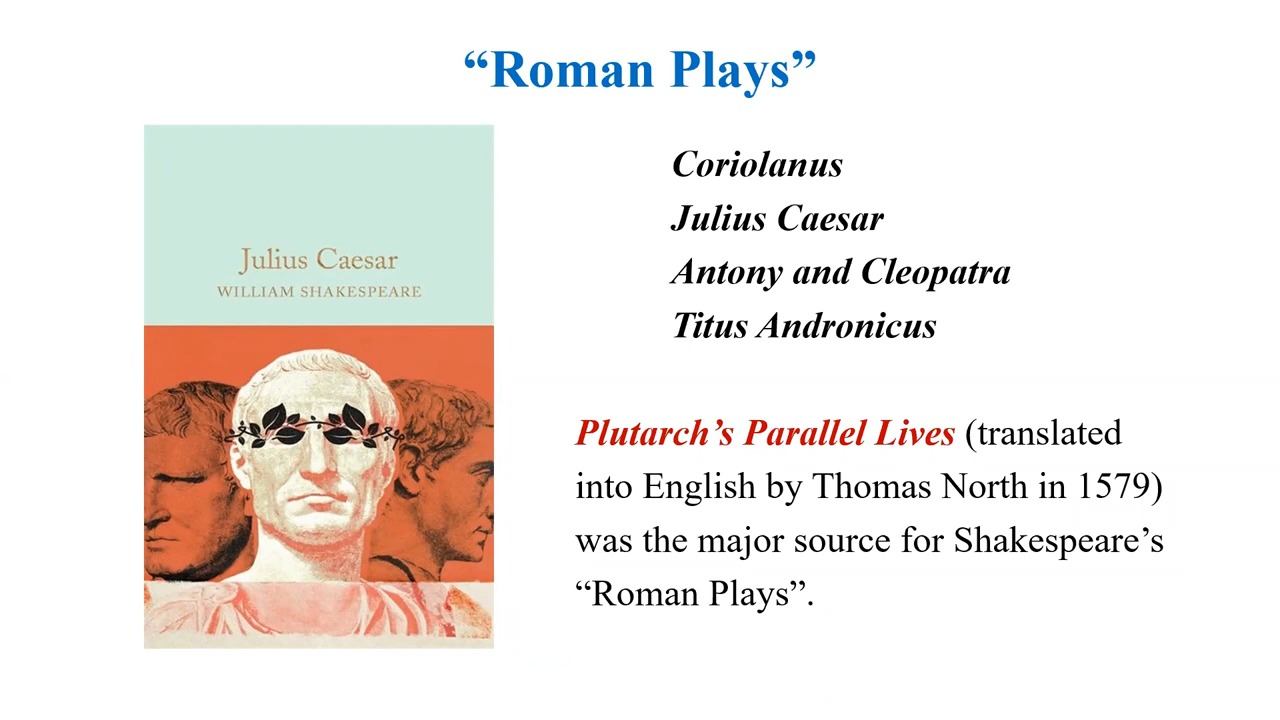 “Roman Plays”
Julius Caesar
WILLIAM SHAKESPEARE
Coriolanus
Julius Caesar
Antony and Cleopatra
Titus Andronicus
Plutarch’s Parallel Lives (translated
into English by Thomas North in 1579)
was the major source for Shakespeare’s
“Roman Plays”.